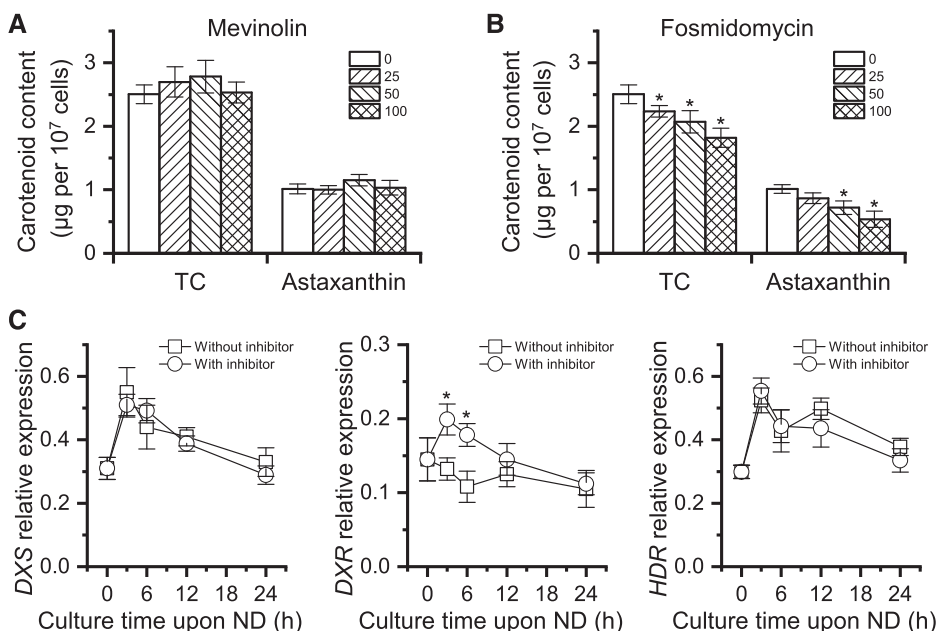 A
Mevinolin
Carotenoid content
(µg per 10⁷ cells)
3
2
1
0
0
25
50
100
TC
Astaxanthin
B
Fosmidomycin
Carotenoid content
(µg per 10⁷ cells)
3
2
1
0
0
25
50
100
*
*
*
*
*
TC
Astaxanthin
C
DXS relative expression
0.6
0.4
0.2
0.0
Without inhibitor
With inhibitor
0 6 12 18 24
Culture time upon ND (h)
DXR relative expression
0.3
0.2
0.1
0.0
Without inhibitor
With inhibitor
*
*
0 6 12 18 24
Culture time upon ND (h)
HDR relative expression
0.6
0.4
0.2
0.0
Without inhibitor
With inhibitor
0 6 12 18 24
Culture time upon ND (h)